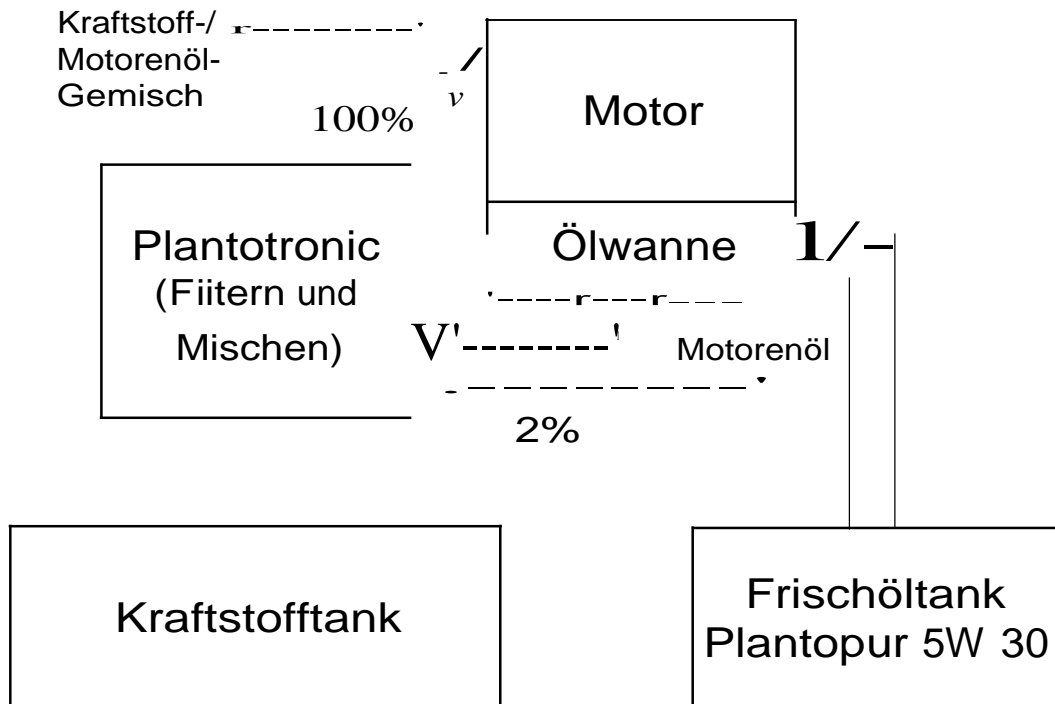 Kraftstoff-/
Motorenöl-
Gemisch
100%
Motor
Plantotronic
(Fiitern und
Mischen)
Ölwanne
Motorenöl
2%
Kraftstofftank
Frischöltank
Plantopur 5W 30